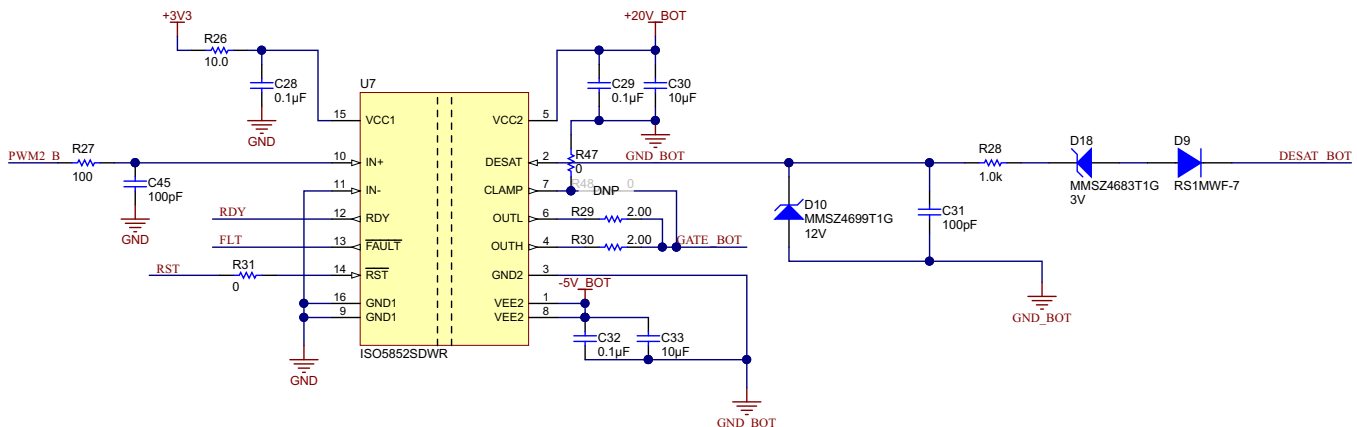 +3V3
+20V_BOT
R26
10.0
C28
0.1µF
GND
U7
C29
0.1µF
C30
10µF
15
VCC1
VCC2
5
GND_BOT
PWM2_B
R27
100
C45
100pF
GND
10
IN+
DESAT
2
R47
0
11
IN-
CLAMP
7
R48
DNP
0
RDY
12
RDY
OUTL
6
R29
2.00
FLT
13
FAULT
OUTH
4
R30
2.00
GATE_BOT
RST
R31
0
14
RST
GND2
3
-5V_BOT
16
GND1
VEE2
1
9
GND1
VEE2
8
C32
0.1µF
C33
10µF
ISO5852SDWR
GND
GND_BOT
D10
MMSZ4699T1G
12V
C31
100pF
R28
1.0k
D18
MMSZ4683T1G
3V
D9
RS1MWF-7
DESAT_BOT
GND_BOT